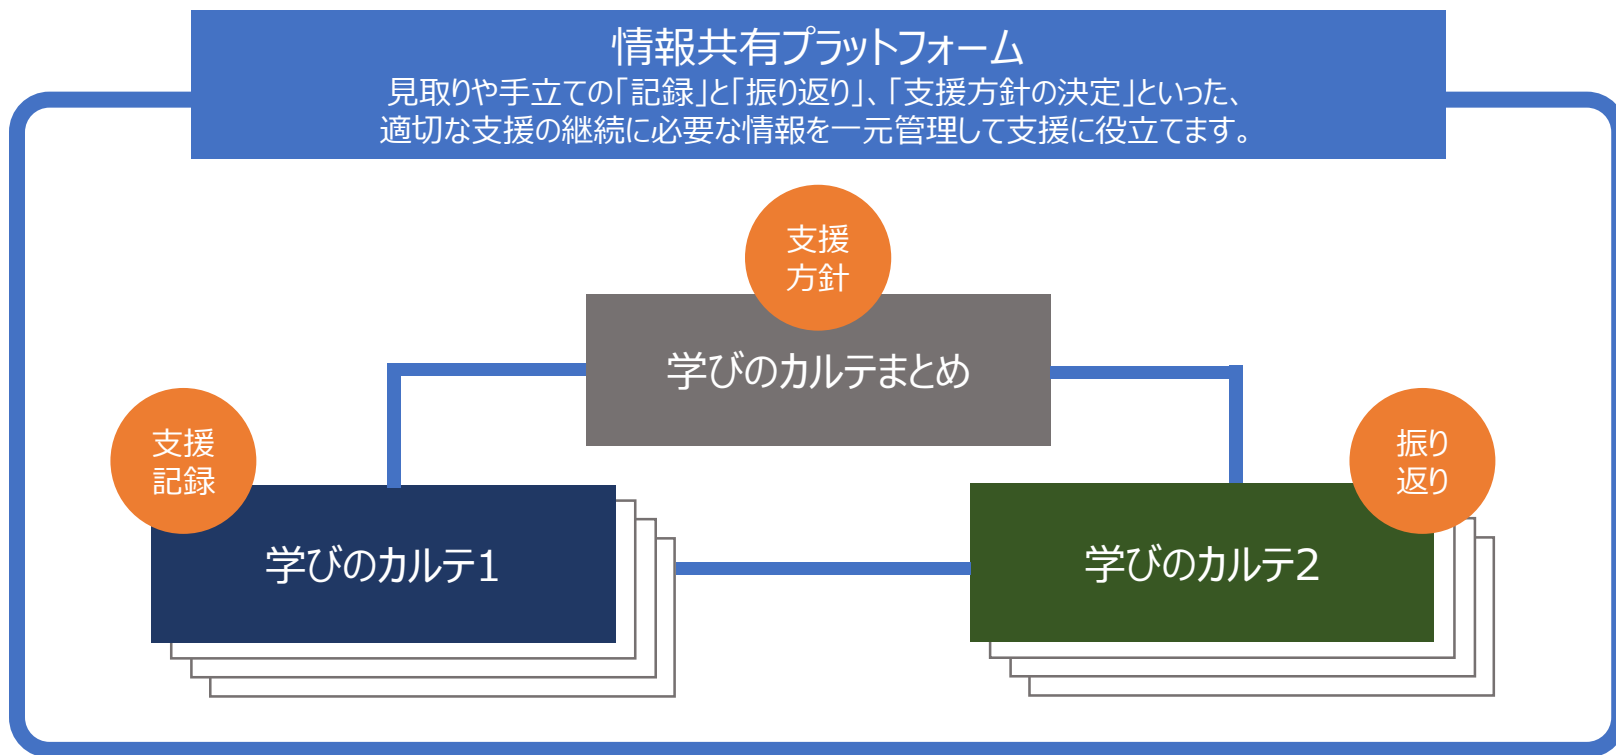 情報共有プラットフォーム
見取りや手立ての「記録」と「振り返り」、「支援方針の決定」といった、
適切な支援の継続に必要な情報を一元管理して支援に役立てます。
支援
方針
学びのカルテまとめ
支援
記録
学びのカルテ1
振り
返り
学びのカルテ2